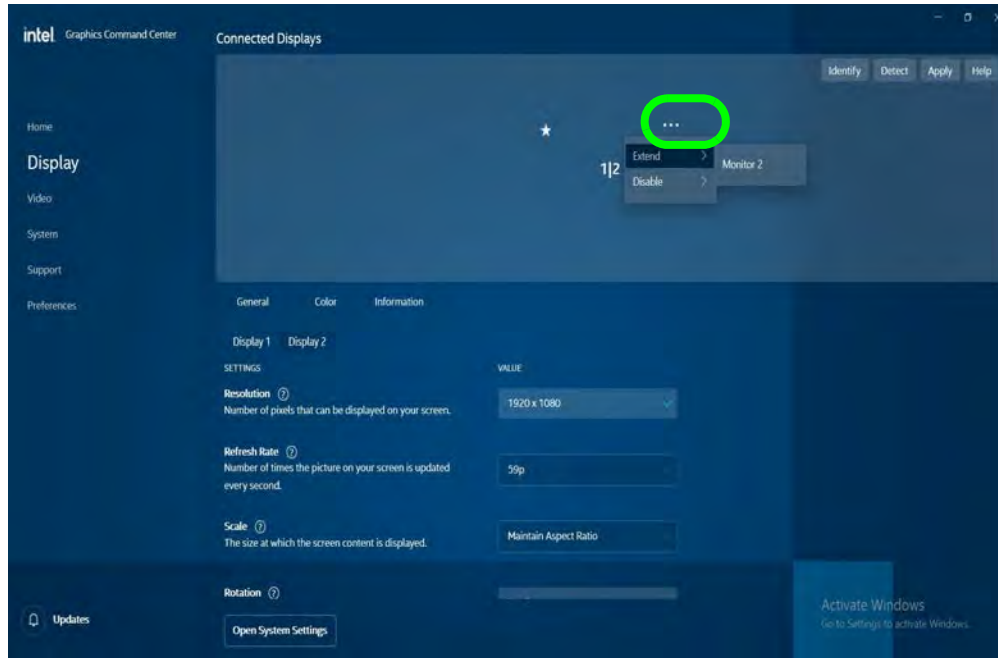 intel Graphics Command Center
Connected Displays
Identify Detect Apply Help
Home
Display
Video
System
Support
Preferences
...
1|2
Extend
Monitor 2
Disable
General Color Information
Display 1 Display 2
SETTINGS VALUE
Resolution ?
Number of pixels that can be displayed on your screen.
1920 x 1080
Refresh Rate ?
Number of times the picture on your screen is updated
every second.
59p
Scale ?
The size at which the screen content is displayed.
Maintain Aspect Ratio
Rotation ?
Open System Settings
Updates
Activate Windows
Go to Settings to activate Windows.